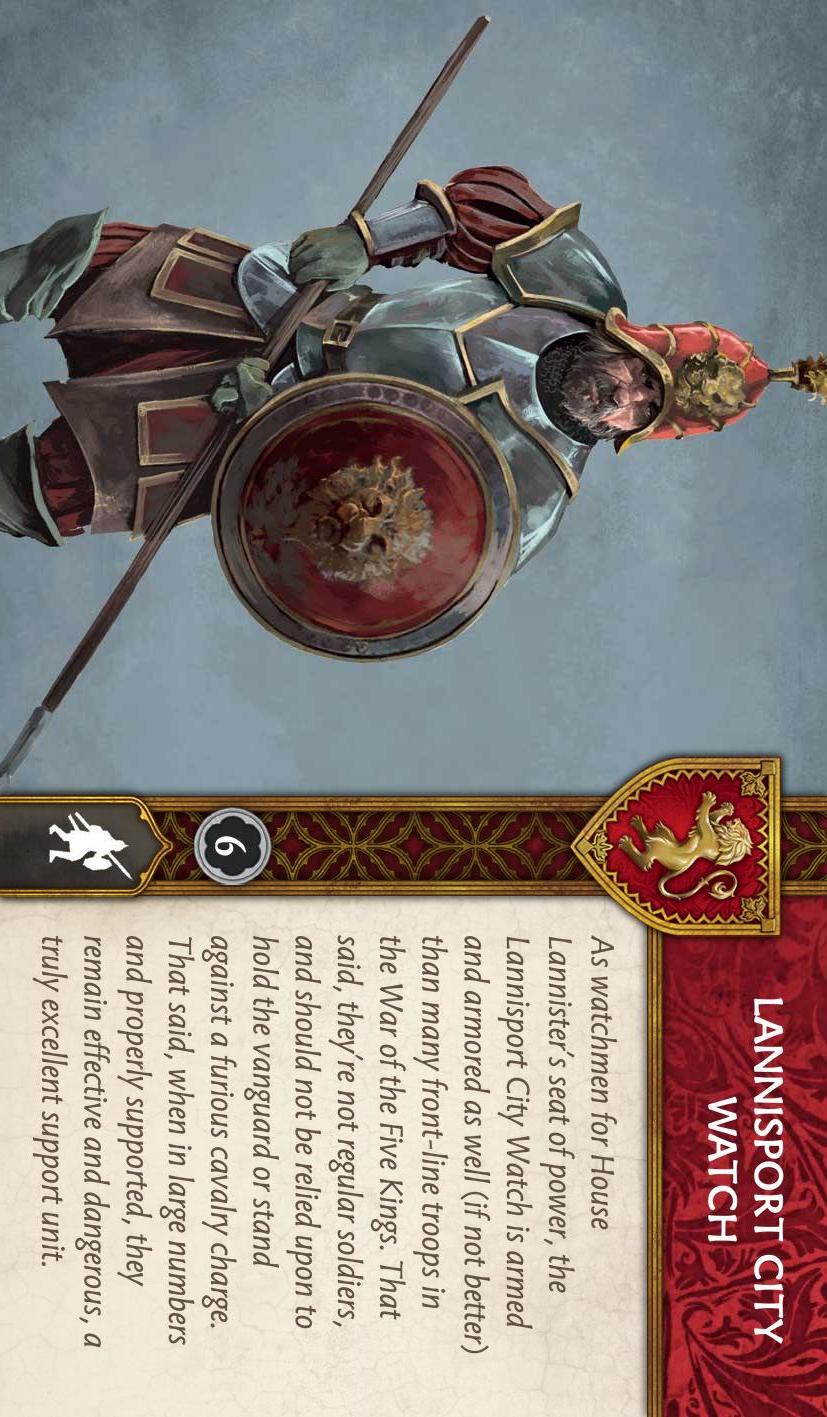 LANNISPORT CITY
WATCH
As watchmen for House
Lannister's seat of power, the
Lannisport City Watch is armed
and armored as well (if not better)
than many front-line troops in
the War of the Five Kings. That
said, they're not regular soldiers,
and should not be relied upon to
hold the vanguard or stand
against a furious cavalry charge.
That said, when in large numbers
and properly supported, they
remain effective and dangerous, a
truly excellent support unit.
6